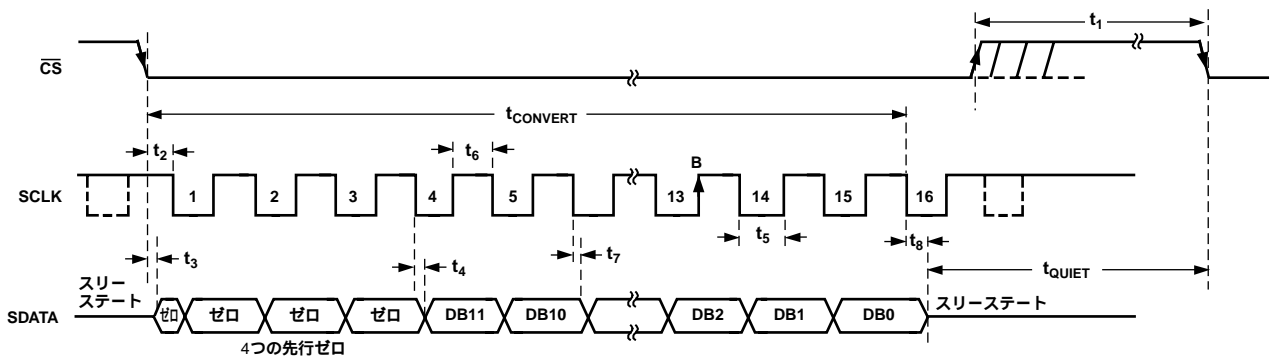 t1
CS
tCONVERT
t2
t6
B
SCLK
1
2
3
4
5
13
14
15
16
t3
t4
t7
t5
t8
tQUIET
スリー
ステート
スリーステート
SDATA
ゼロ
ゼロ
ゼロ
ゼロ
DB11
DB10
DB2
DB1
DB0
4つの先行ゼロ